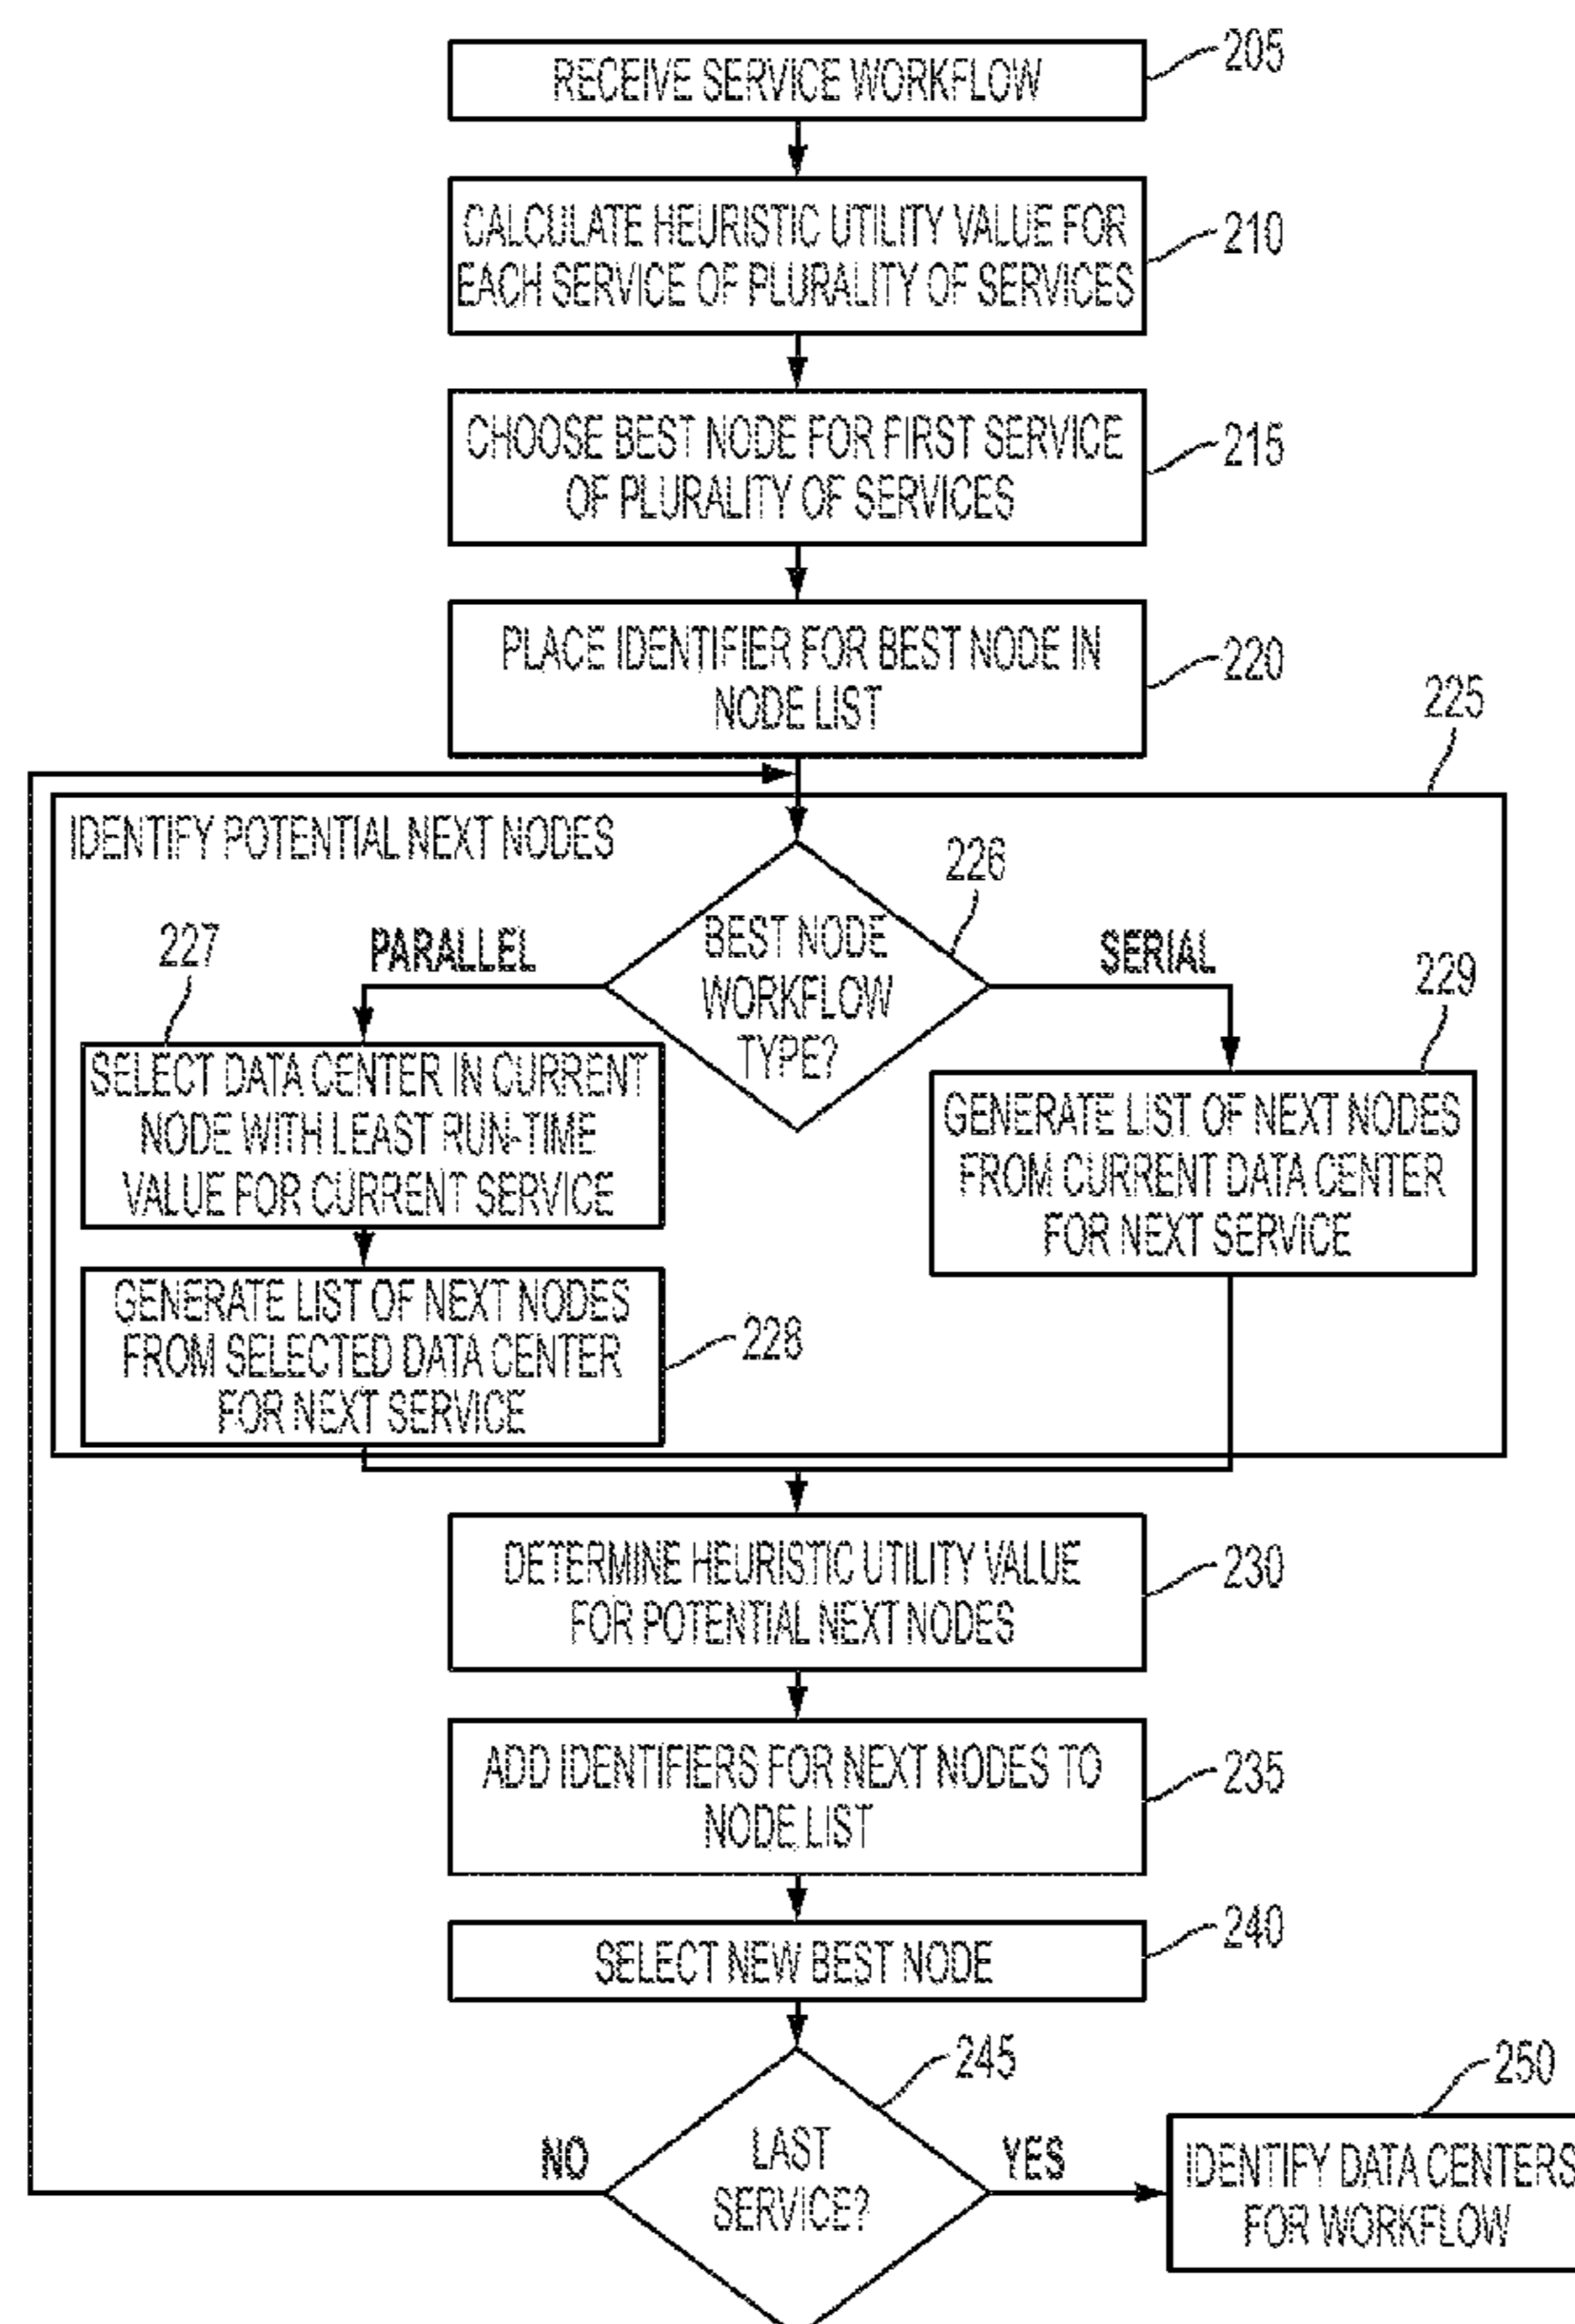 RECEIVE SERVICE WORKFLOW
205
CALCULATE HEURISTIC UTILITY VALUE FOR
EACH SERVICE OF PLURALITY OF SERVICES
210
CHOOSE BEST NODE FOR FIRST SERVICE
OF PLURALITY OF SERVICES
215
PLACE IDENTIFIER FOR BEST NODE IN
NODE LIST
220
225
IDENTIFY POTENTIAL NEXT NODES
226
BEST NODE
WORKFLOW
TYPE?
PARALLEL
SERIAL
227
SELECT DATA CENTER IN CURRENT
NODE WITH LEAST RUN-TIME
VALUE FOR CURRENT SERVICE
229
GENERATE LIST OF NEXT NODES
FROM CURRENT DATA CENTER
FOR NEXT SERVICE
GENERATE LIST OF NEXT NODES
FROM SELECTED DATA CENTER
FOR NEXT SERVICE
228
DETERMINE HEURISTIC UTILITY VALUE
FOR POTENTIAL NEXT NODES
230
ADD IDENTIFIERS FOR NEXT NODES TO
NODE LIST
235
SELECT NEW BEST NODE
240
245
LAST
SERVICE?
NO
YES
250
IDENTIFY DATA CENTERS
FOR WORKFLOW